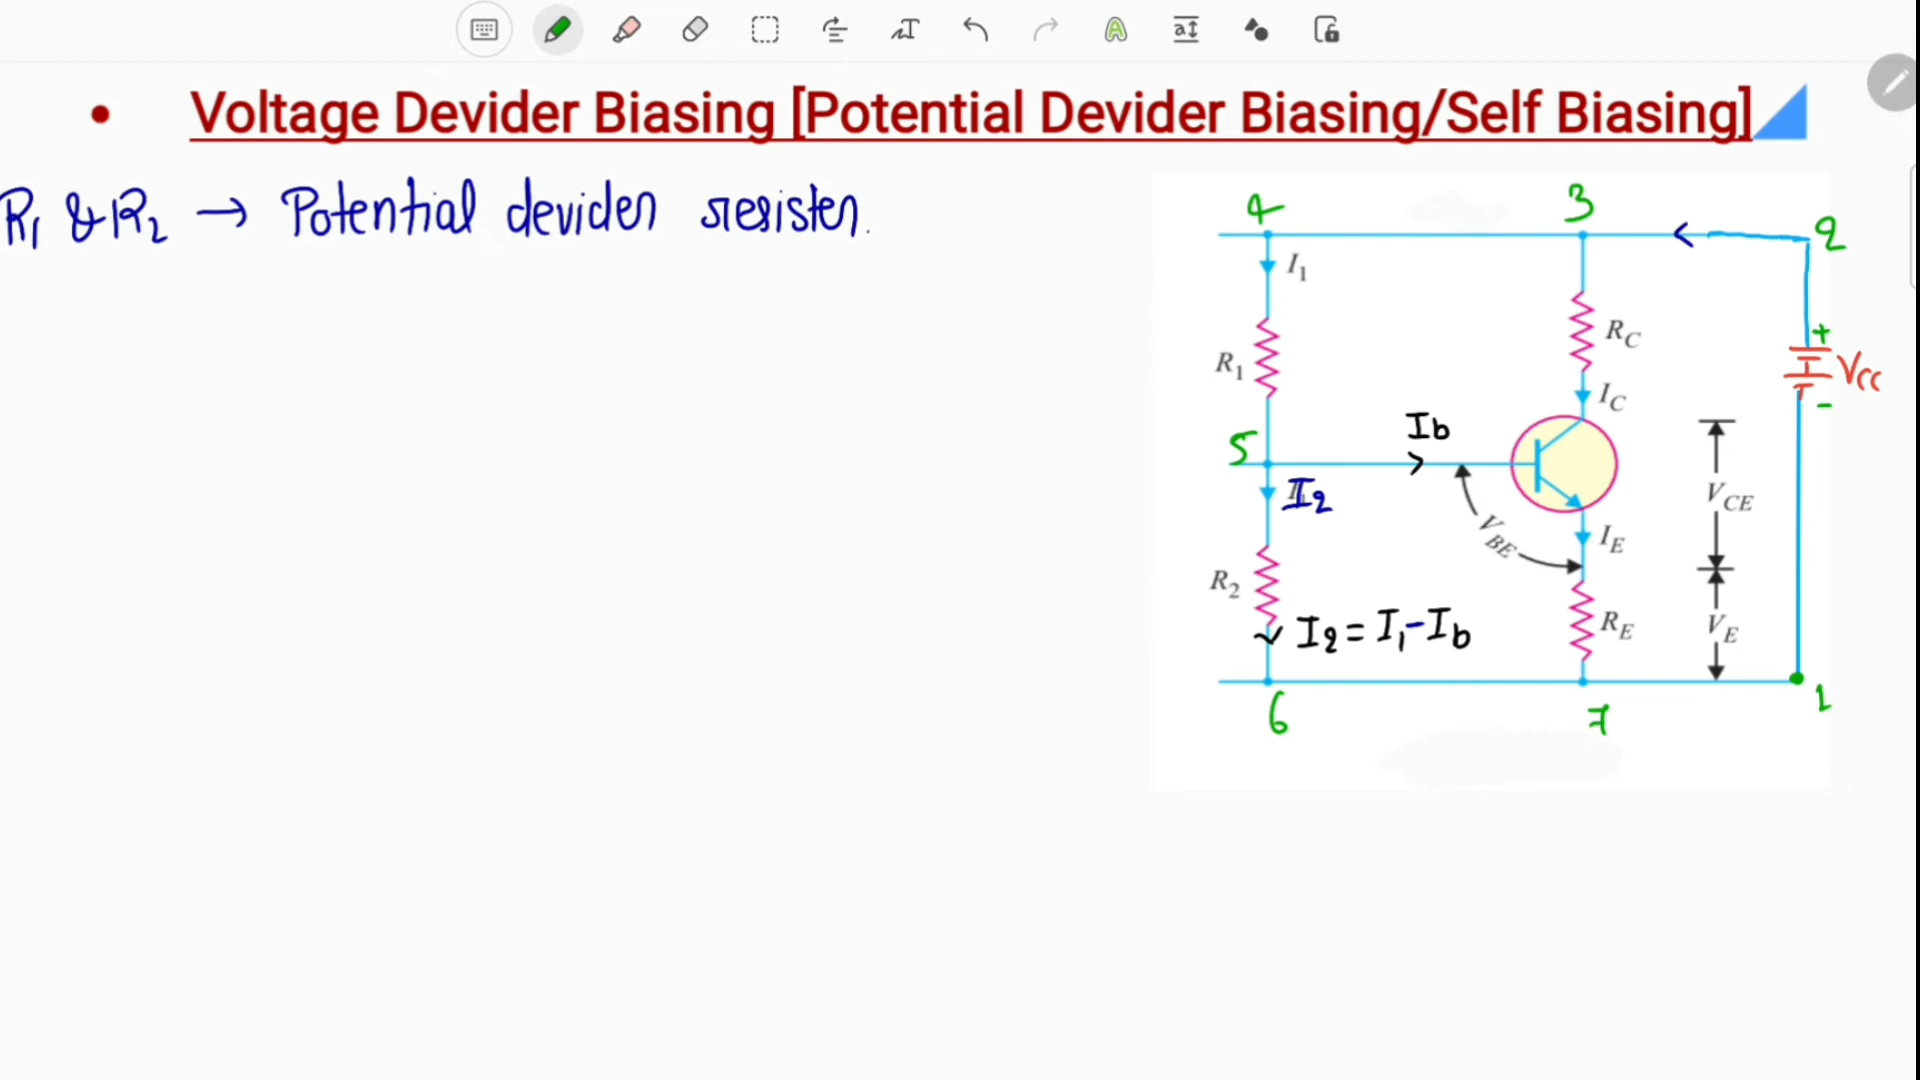 • Voltage Devider Biasing [Potential Devider Biasing/Self Biasing]
R1 & R2 → Potential devider resister.
4
3
2
I1
+
RC
R1
VCC
IC
-
Ib
5
I2
VCE
VBE
IE
R2
✓ I2 = I1-Ib
RE
VE
6
7
1